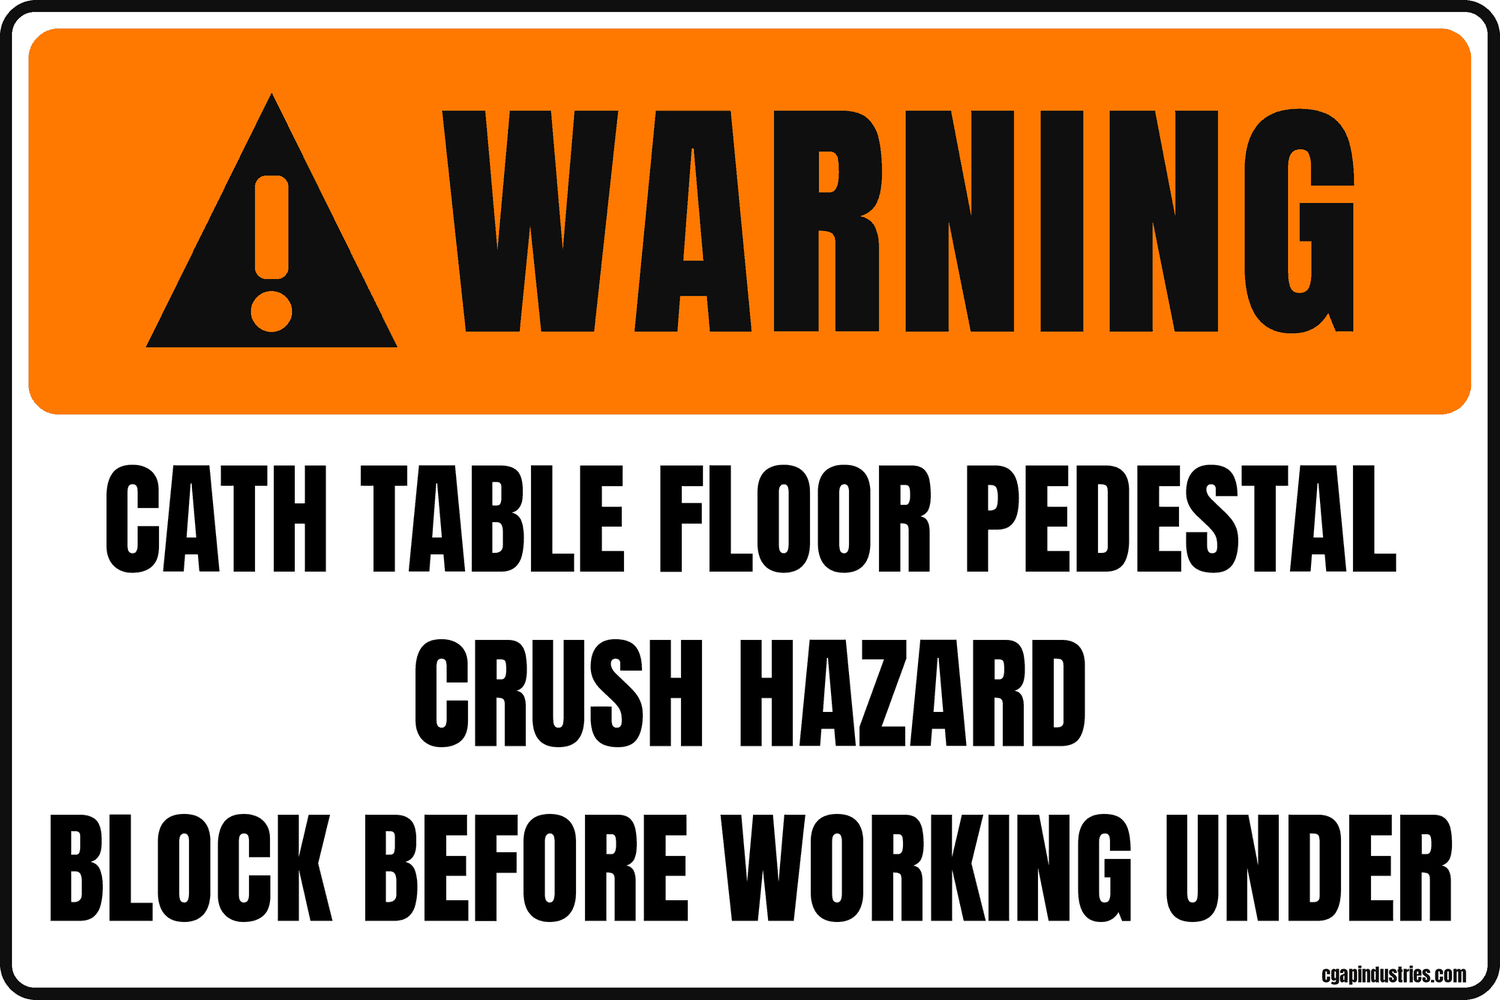 WARNING
CATH TABLE FLOOR PEDESTAL
CRUSH HAZARD
BLOCK BEFORE WORKING UNDER
cgapindustries.com